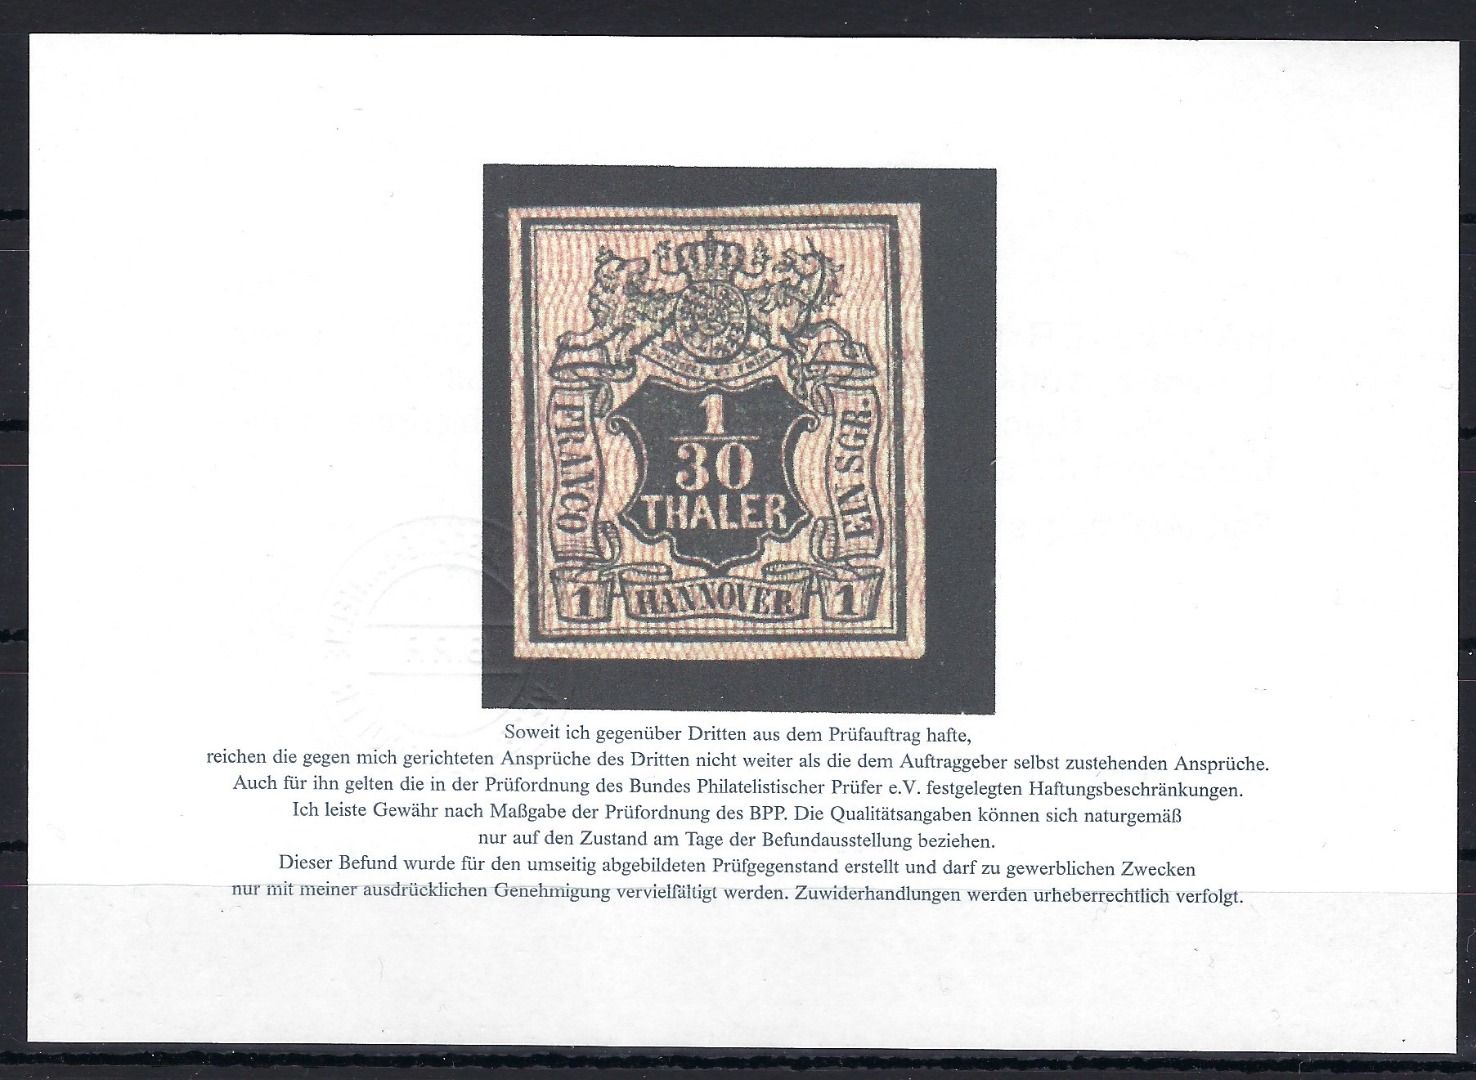 1
30
THALER
FRANCO
EIN SGR.
1
HANNOVER
1
Soweit ich gegenüber Dritten aus dem Prüfauftrag hafte,
reichen die gegen mich gerichteten Ansprüche des Dritten nicht weiter als die dem Auftraggeber selbst zustehenden Ansprüche.
Auch für ihn gelten die in der Prüfordnung des Bundes Philatelistischer Prüfer e.V. festgelegten Haftungsbeschränkungen.
Ich leiste Gewähr nach Maßgabe der Prüfordnung des BPP. Die Qualitätsangaben können sich naturgemäß
nur auf den Zustand am Tage der Befundausstellung beziehen.
Dieser Befund wurde für den umseitig abgebildeten Prüfgegenstand erstellt und darf zu gewerblichen Zwecken
nur mit meiner ausdrücklichen Genehmigung vervielfältigt werden. Zuwiderhandlungen werden urheberrechtlich verfolgt.